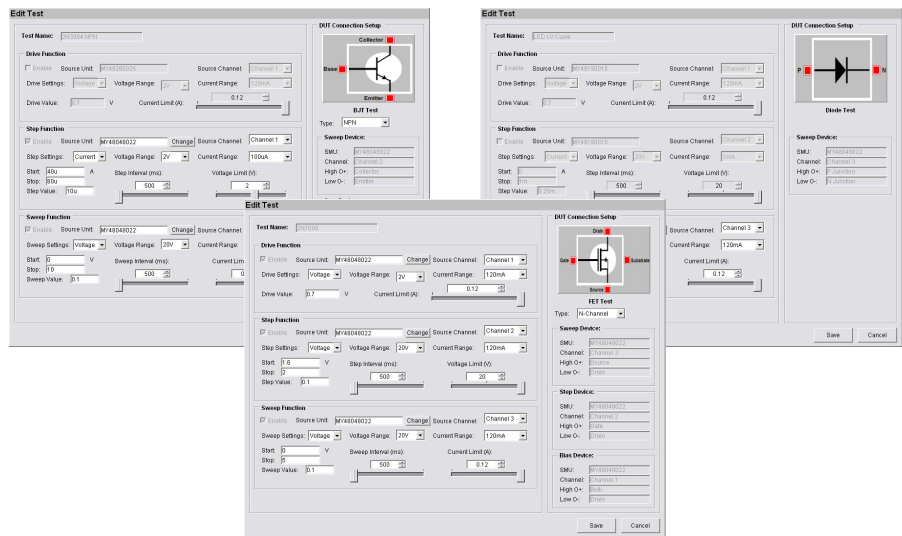 Edit Test
Test Name: 2N3904 NPN
Drive Function
Enable Source Unit: Source Channel: Channel 1
Drive Settings: Voltage Voltage Range: 2V Current Range: 120mA
Drive Value: 0.7 V Current Limit (A): 0.12
Step Function
Enable Source Unit: MY48048022 Change Source Channel: Channel 1
Step Settings: Current Voltage Range: 2V Current Range: 100uA
Start: 40u A Step Interval (ms): Voltage Limit (V):
Stop: 80u 500 2
Step Value: 10u
Sweep Function
Enable Source Unit: MY48048022 Change Source Channel:
Sweep Settings: Voltage Voltage Range: 20V Current Range:
Start: 0 V Sweep Interval (ms): Current Lim
Stop: 10 500 0
Sweep Value: 0.1
DUT Connection Setup
Collector
Base
Emitter
BJT Test
Type: NPN
Sweep Device:
SMU: MY48048022
Channel: Channel 2
High O+: Collector
Low O-: Emitter
Edit Test
Test Name: LED I-V Curve
Drive Function
Enable Source Unit: MY48190015 Source Channel: Channel 1
Drive Settings: Voltage Voltage Range: 2V Current Range: 120mA
Drive Value: 0.7 V Current Limit (A): 0.12
Step Function
Enable Source Unit: MY48190015 Source Channel: Channel 2
Step Settings: Current Voltage Range: 20V Current Range: 1mA
Start: 0 A Step Interval (ms): Voltage Limit (V):
Stop: 1m 500 20
Step Value: 0.25m
Source Channel: Channel 3
Current Range: 120mA
Current Limit (A):
0.12
DUT Connection Setup
P N
Diode Test
Sweep Device:
SMU: MY48048022
Channel: Channel 3
High O+: P Junction
Low O-: N Junction
Save Cancel
Edit Test
Test Name: 2N7000
Drive Function
Enable Source Unit: MY48048022 Change Source Channel: Channel 1
Drive Settings: Voltage Voltage Range: 2V Current Range: 120mA
Drive Value: 0.7 V Current Limit (A): 0.12
Step Function
Enable Source Unit: MY48048022 Change Source Channel: Channel 2
Step Settings: Voltage Voltage Range: 20V Current Range: 120mA
Start: 1.6 V Step Interval (ms): Voltage Limit (V):
Stop: 2 500 20
Step Value: 0.1
Sweep Function
Enable Source Unit: MY48048022 Change Source Channel: Channel 3
Sweep Settings: Voltage Voltage Range: 20V Current Range: 120mA
Start: 0 V Sweep Interval (ms): Current Limit (A):
Stop: 5 500 0.12
Sweep Value: 0.1
DUT Connection Setup
Drain
Gate Substrate
Source
FET Test
Type: N-Channel
Sweep Device:
SMU: MY48048022
Channel: Channel 3
High O+: Source
Low O-: Drain
Step Device:
SMU: MY48048022
Channel: Channel 2
High O+: Gate
Low O-: Drain
Bias Device:
SMU: MY48048022
Channel: Channel 1
High O+: Bulk
Low O-: Drain
Save Cancel